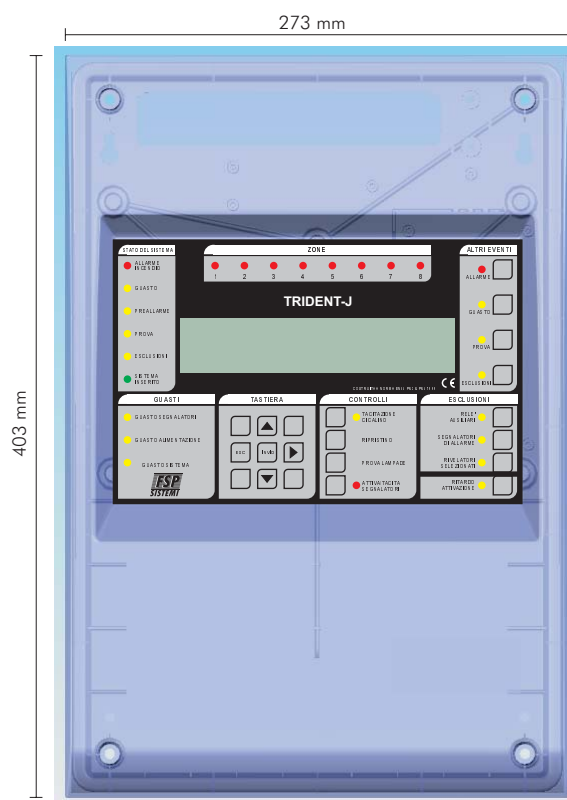 273 mm
403 mm
STATO DEL SISTEMA
ALLARME
INCENDIO
GUASTO
PREALLARME
PROVA
ESCLUSIONI
SISTEMA
INSERITO
ZONE
1 2 3 4 5 6 7 8
TRIDENT-J
ALTRI EVENTI
ALLARME
GUASTO
PROVA
ESCLUSIONI
CE
GUASTI
GUASTO SEGNALATORI
GUASTO ALIMENTAZIONE
GUASTO SISTEMA
FSP
SISTEMI
TASTIERA
ESC
INVIO
CONTROLLI
TACITAZIONE
CICALINO
RIPRISTINO
PROVA LAMPADE
ATTIVA/TACITA
SEGNALATORI
ESCLUSIONI
RELE'
AUSILIARI
SEGNALATORI
DI ALLARME
RIVELATORI
SELEZIONATI
RITARDO
ATTIVAZIONE